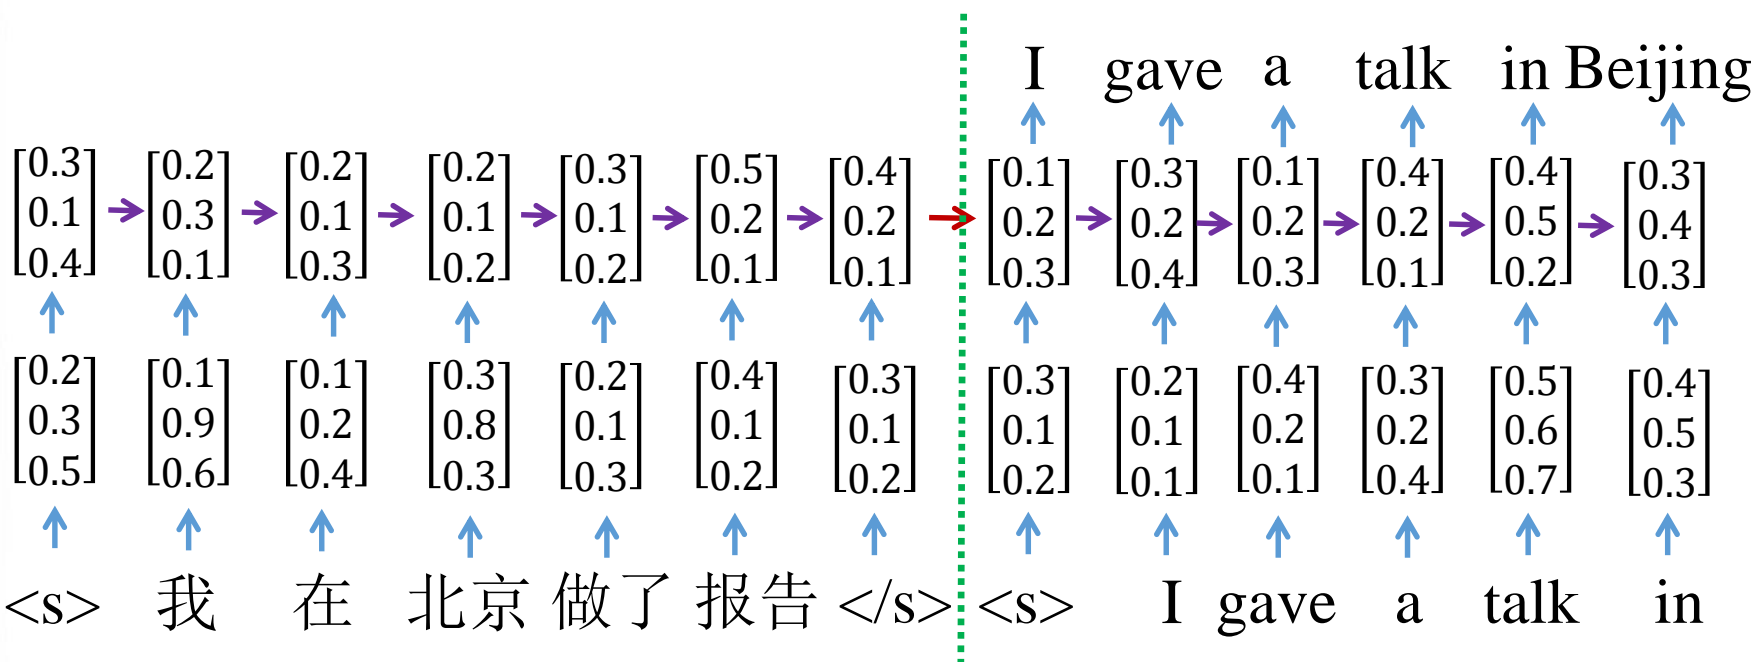 I gave a talk in Beijing
0.3 0.2 0.2 0.2 0.3 0.5 0.4 0.1 0.3 0.1 0.4 0.4 0.3
0.1 0.3 0.1 0.1 0.1 0.2 0.2 0.2 0.2 0.2 0.2 0.5 0.4
0.4 0.1 0.3 0.2 0.2 0.1 0.1 0.3 0.4 0.3 0.1 0.2 0.3
0.2 0.1 0.1 0.3 0.2 0.4 0.3 0.3 0.2 0.4 0.3 0.5 0.4
0.3 0.9 0.2 0.8 0.1 0.1 0.1 0.1 0.1 0.2 0.2 0.6 0.5
0.5 0.6 0.4 0.3 0.3 0.2 0.2 0.2 0.1 0.1 0.4 0.7 0.3
<s> 我 在 北京 做了 报告 </s> <s> I gave a talk in